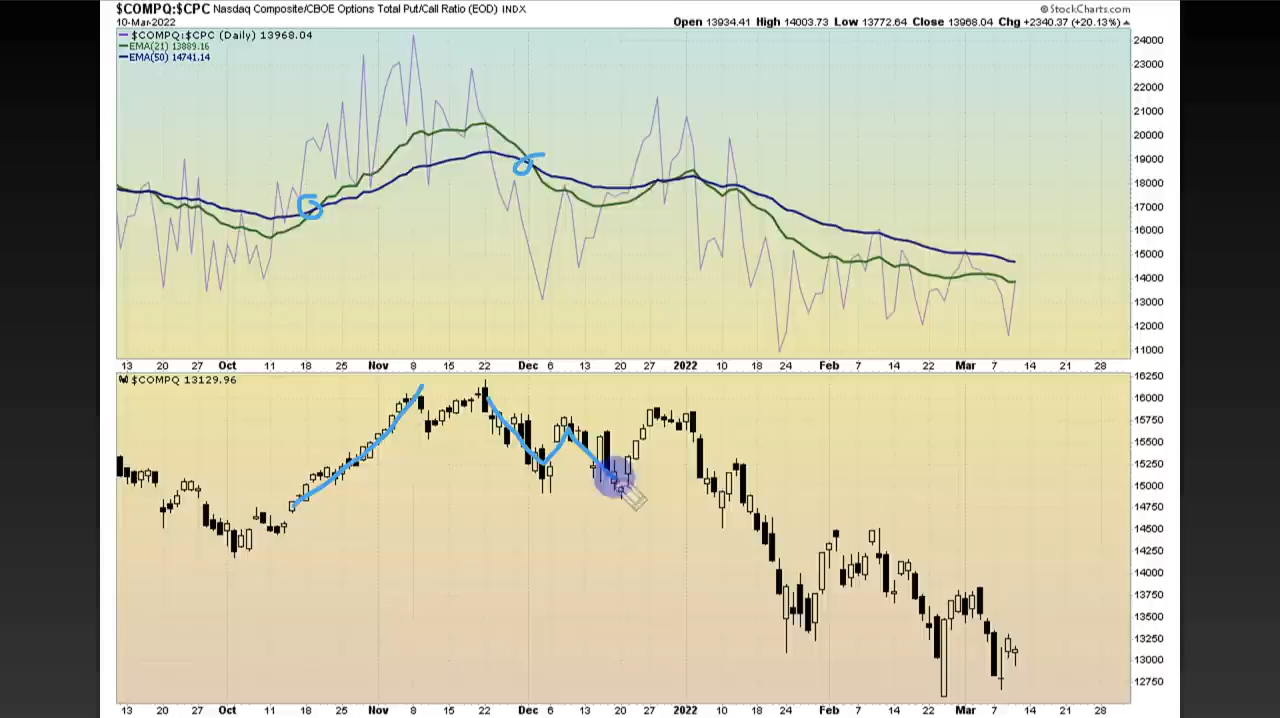 $COMPQ:$CPC Nasdaq Composite/CBOE Options Total Put/Call Ratio (EOD) INDX
© StockCharts.com
10-Mar-2022
Open 13934.41 High 14003.73 Low 13772.64 Close 13968.04 Chg +2340.37 (+20.13%)
$COMPQ:$CPC (Daily) 13968.04
EMA(21) 13889.16
EMA(50) 14741.14
24000
23000
22000
21000
20000
19000
18000
17000
16000
15000
14000
13000
12000
11000
13 20 27 Oct 11 18 25 Nov 8 15 22 Dec 6 13 20 27 2022 10 18 24 Feb 7 14 22 Mar 7 14 21 28
$COMPQ 13129.96
16250
16000
15750
15500
15250
15000
14750
14500
14250
14000
13750
13500
13250
13000
12750
13 20 27 Oct 11 18 25 Nov 8 15 22 Dec 6 13 20 27 2022 10 18 24 Feb 7 14 22 Mar 7 14 21 28